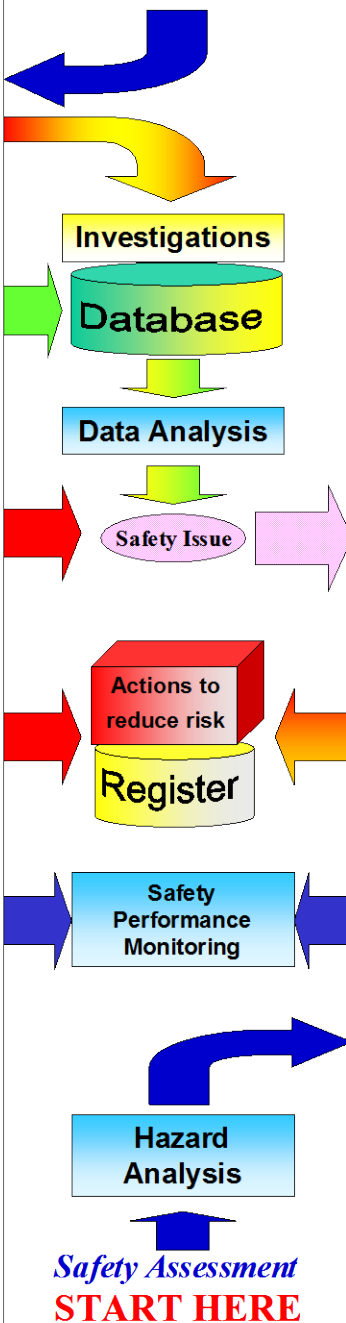 Investigations
Database
Data Analysis
Safety Issue
Actions to
reduce risk
Register
Safety
Performance
Monitoring
Hazard
Analysis
Safety Assessment
START HERE